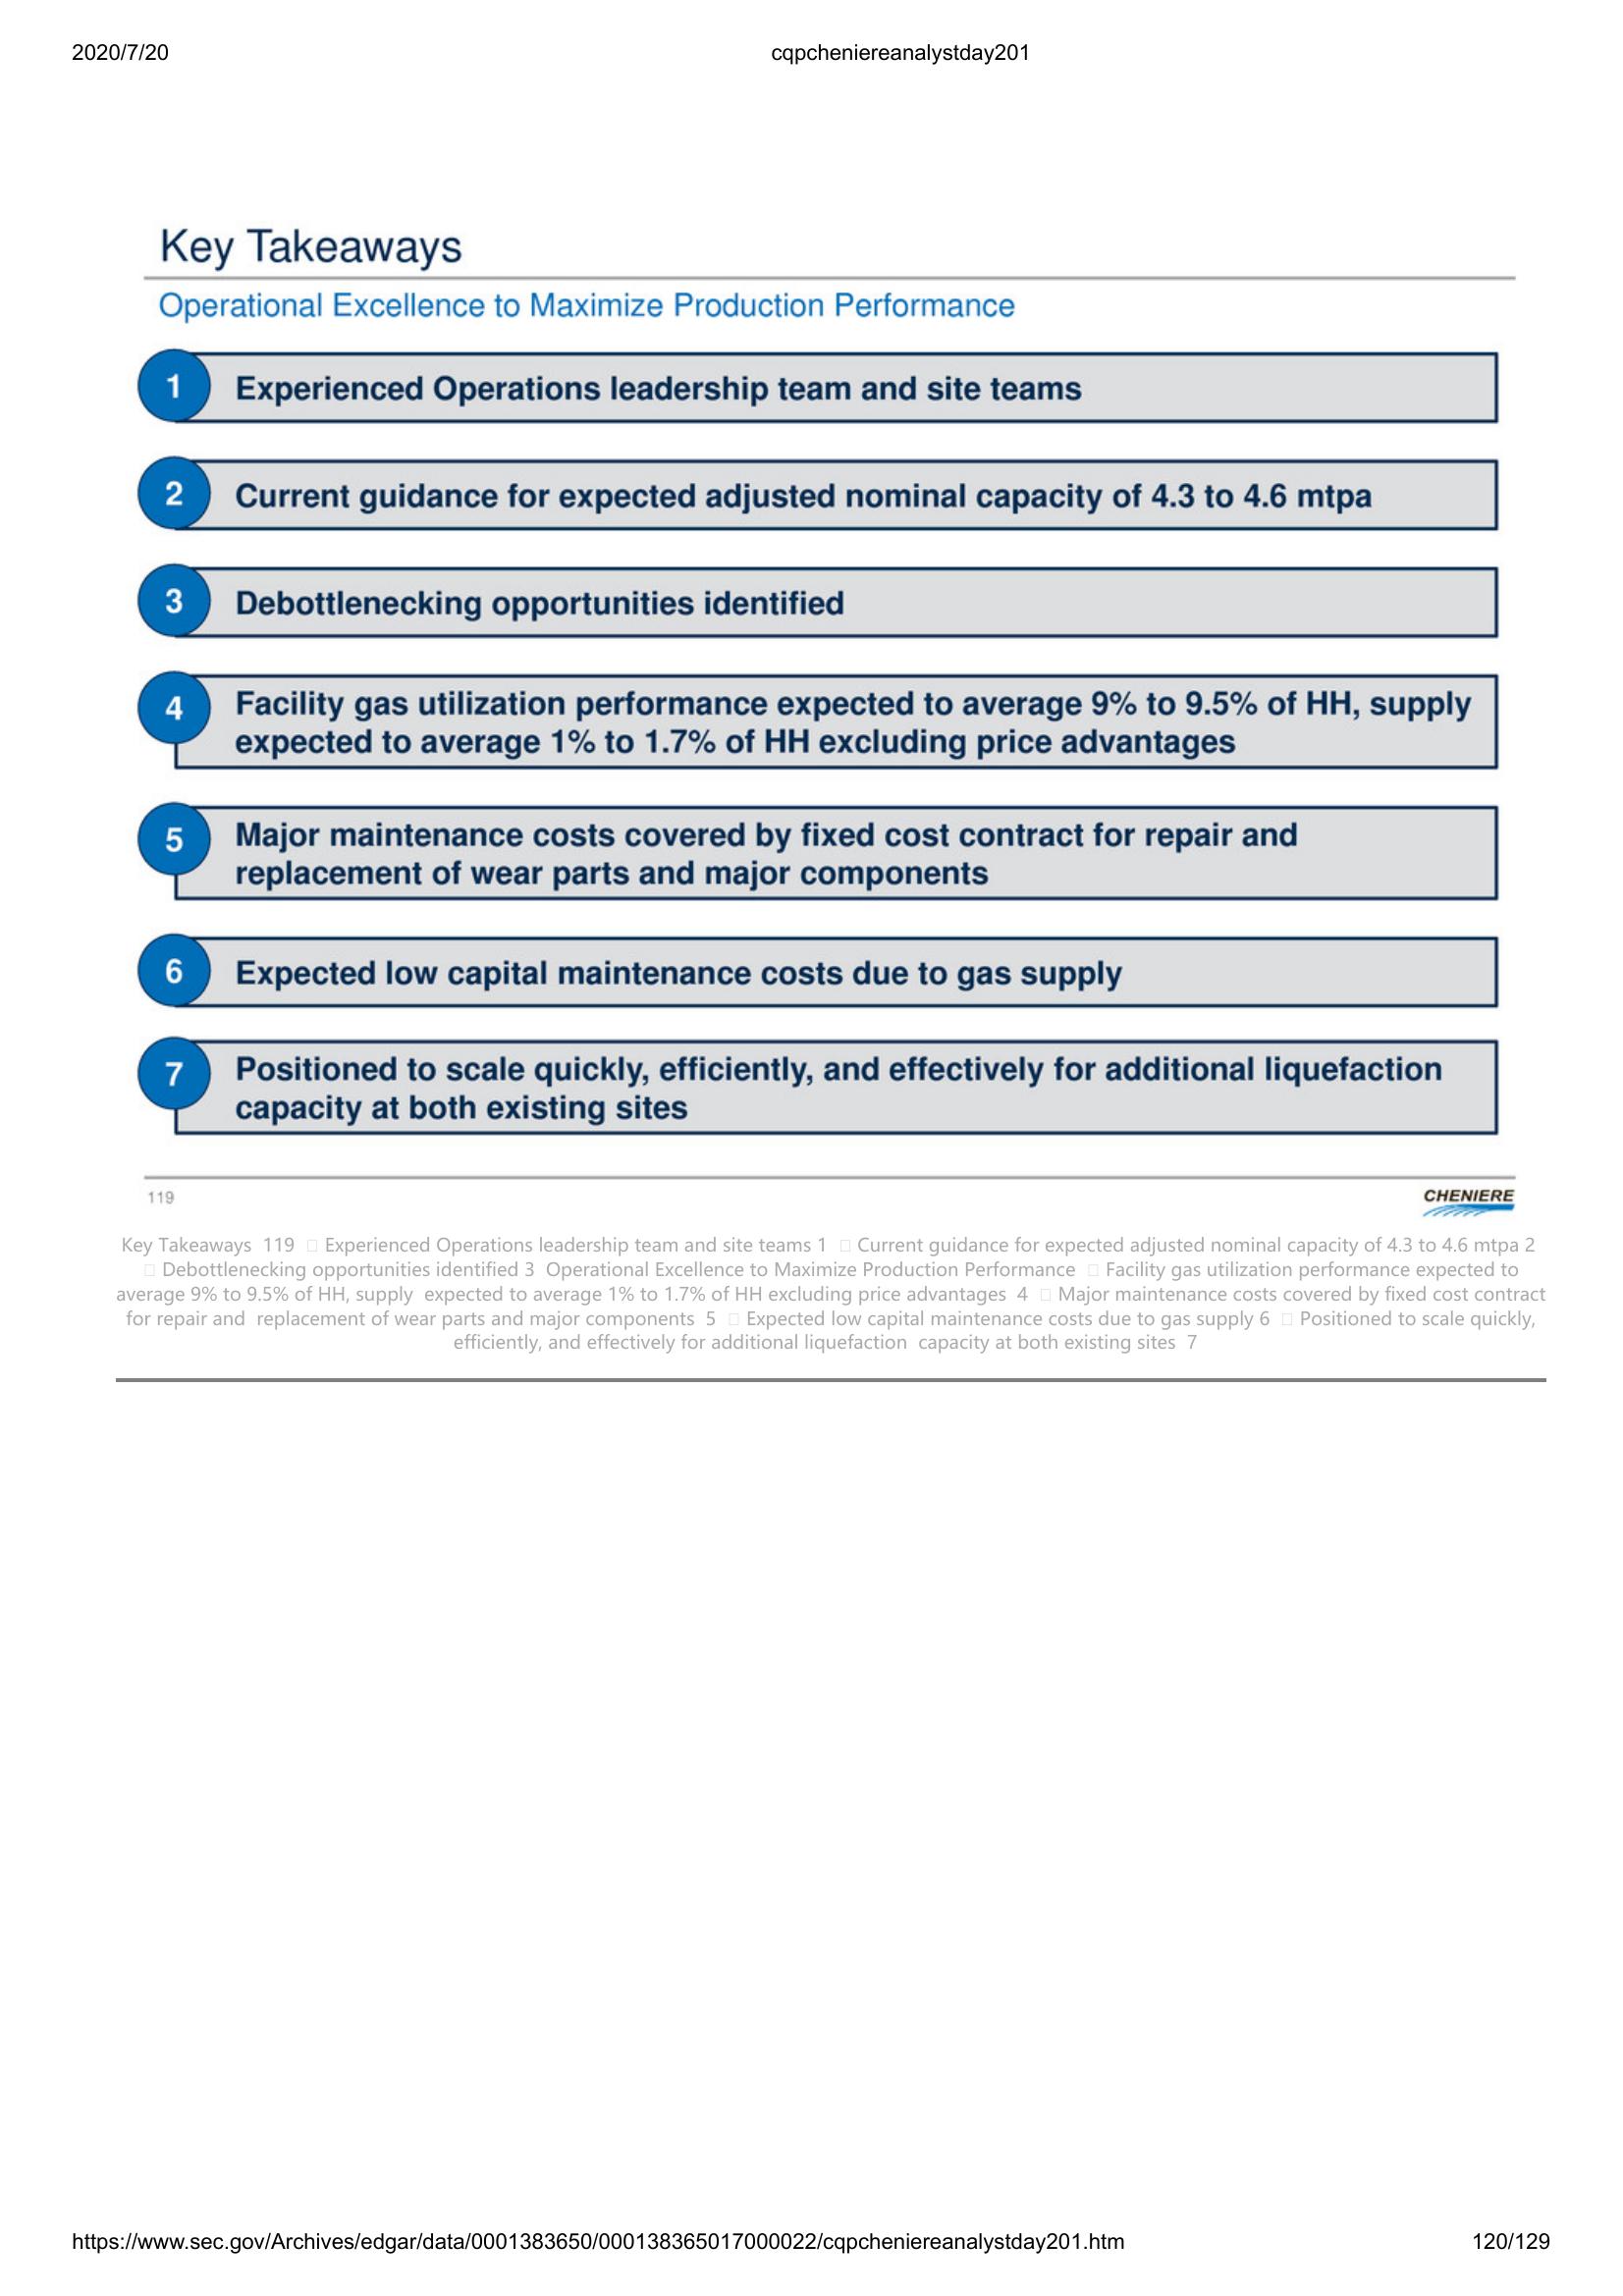 2020/7/20
cqpcheniereanalystday201
Key Takeaways
Operational Excellence to Maximize Production Performance
1
Experienced Operations leadership team and site teams
2
Current guidance for expected adjusted nominal capacity of 4.3 to 4.6 mtpa
3
Debottlenecking opportunities identified
4
Facility gas utilization performance expected to average 9% to 9.5% of HH, supply
expected to average 1% to 1.7% of HH excluding price advantages
5
Major maintenance costs covered by fixed cost contract for repair and
replacement of wear parts and major components
6
Expected low capital maintenance costs due to gas supply
7
Positioned to scale quickly, efficiently, and effectively for additional liquefaction
capacity at both existing sites
119
CHENIERE
Key Takeaways 119 □ Experienced Operations leadership team and site teams 1 □ Current guidance for expected adjusted nominal capacity of 4.3 to 4.6 mtpa 2
□ Debottlenecking opportunities identified 3 Operational Excellence to Maximize Production Performance □ Facility gas utilization performance expected to
average 9% to 9.5% of HH, supply expected to average 1% to 1.7% of HH excluding price advantages 4 □ Major maintenance costs covered by fixed cost contract
for repair and replacement of wear parts and major components 5 □ Expected low capital maintenance costs due to gas supply 6 □ Positioned to scale quickly,
efficiently, and effectively for additional liquefaction capacity at both existing sites 7
https://www.sec.gov/Archives/edgar/data/0001383650/000138365017000022/cqpcheniereanalystday201.htm
120/129